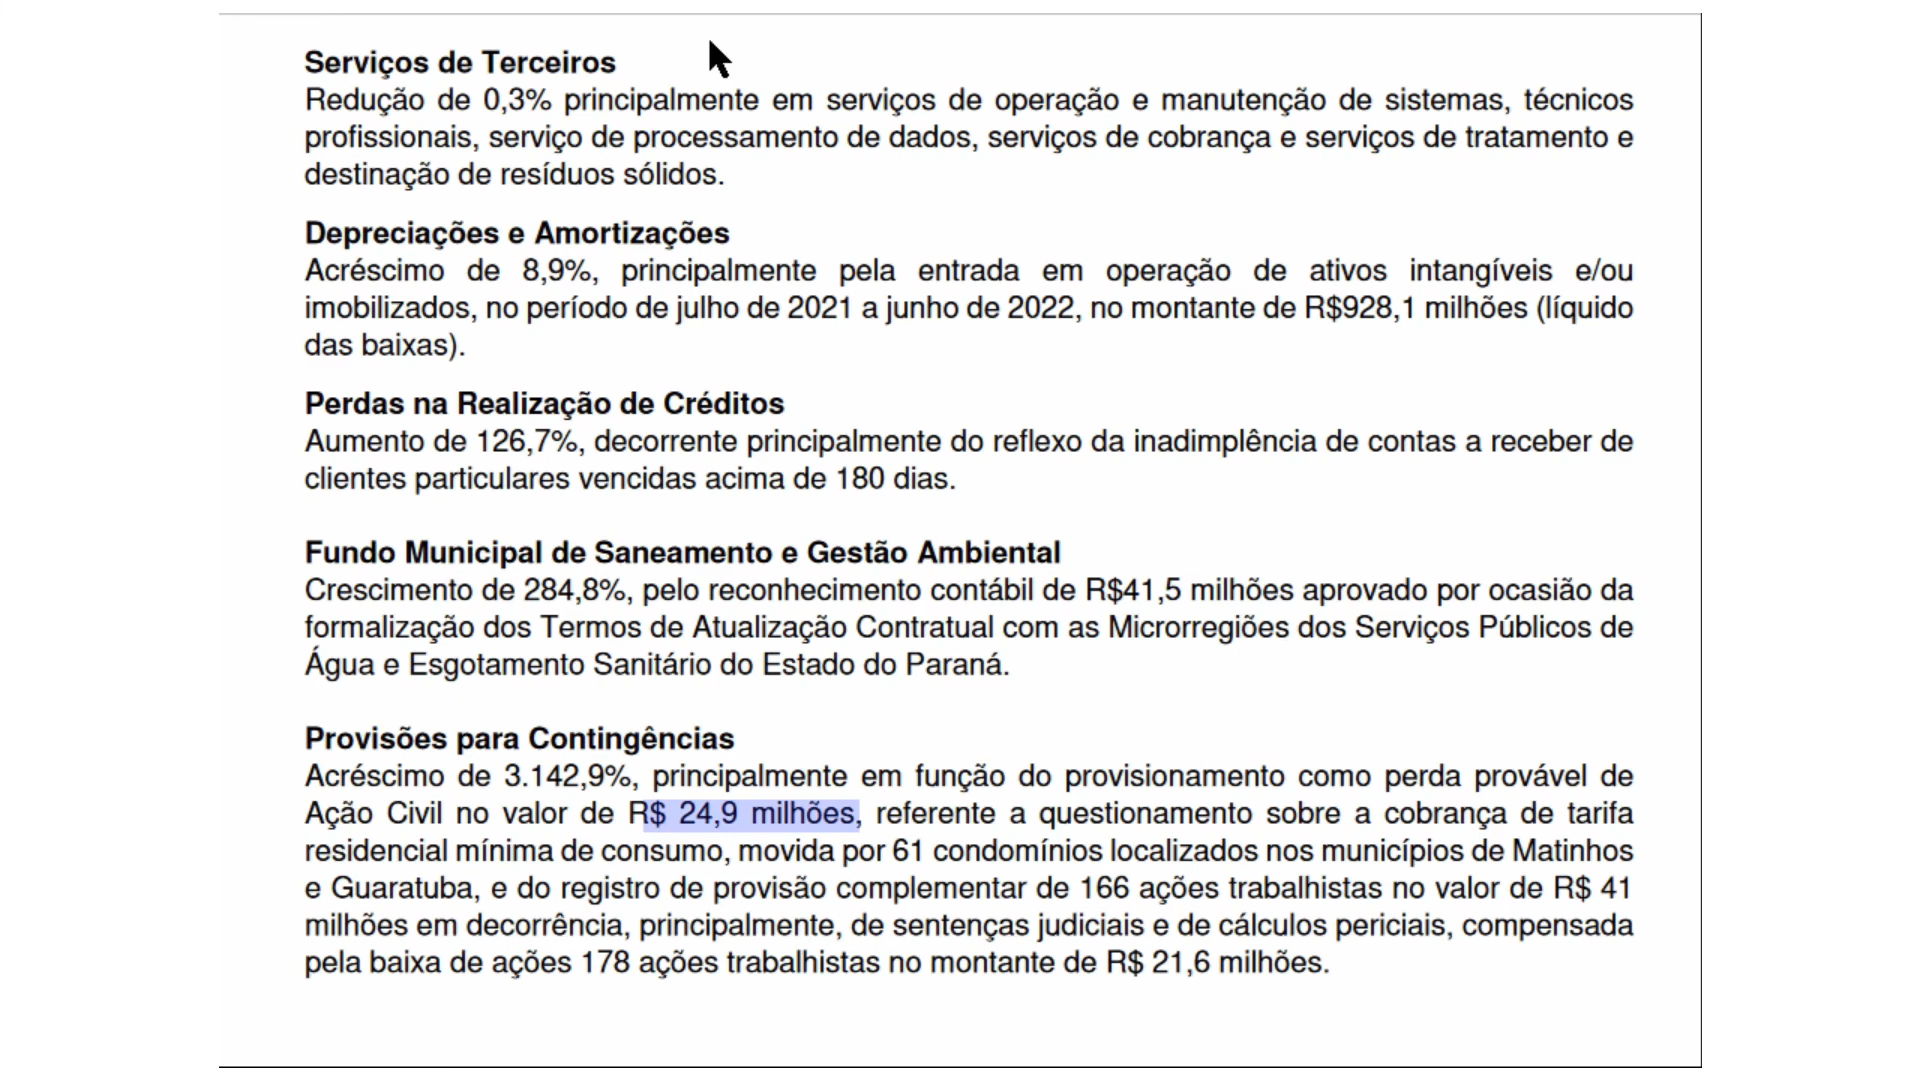 Serviços de Terceiros
Redução de 0,3% principalmente em serviços de operação e manutenção de sistemas, técnicos
profissionais, serviço de processamento de dados, serviços de cobrança e serviços de tratamento e
destinação de resíduos sólidos.
Depreciações e Amortizações
Acréscimo de 8,9%, principalmente pela entrada em operação de ativos intangíveis e/ou
imobilizados, no período de julho de 2021 a junho de 2022, no montante de R$928,1 milhões (líquido
das baixas).
Perdas na Realização de Créditos
Aumento de 126,7%, decorrente principalmente do reflexo da inadimplência de contas a receber de
clientes particulares vencidas acima de 180 dias.
Fundo Municipal de Saneamento e Gestão Ambiental
Crescimento de 284,8%, pelo reconhecimento contábil de R$41,5 milhões aprovado por ocasião da
formalização dos Termos de Atualização Contratual com as Microrregiões dos Serviços Públicos de
Água e Esgotamento Sanitário do Estado do Paraná.
Provisões para Contingências
Acréscimo de 3.142,9%, principalmente em função do provisionamento como perda provável de
Ação Civil no valor de R$ 24,9 milhões, referente a questionamento sobre a cobrança de tarifa
residencial mínima de consumo, movida por 61 condomínios localizados nos municípios de Matinhos
e Guaratuba, e do registro de provisão complementar de 166 ações trabalhistas no valor de R$ 41
milhões em decorrência, principalmente, de sentenças judiciais e de cálculos periciais, compensada
pela baixa de ações 178 ações trabalhistas no montante de R$ 21,6 milhões.